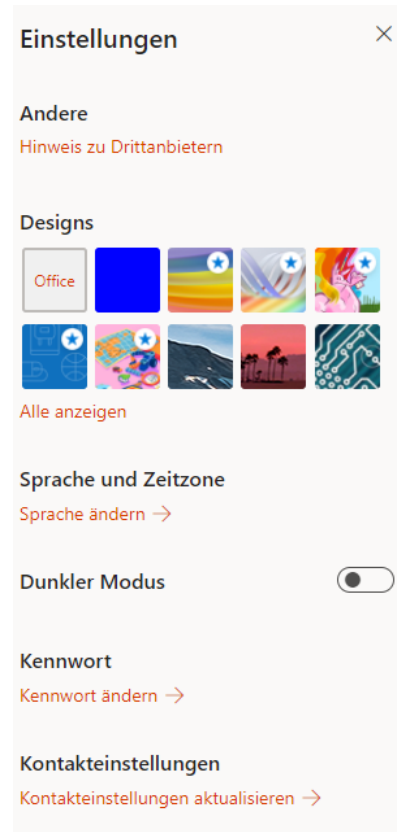 Einstellungen
Andere
Hinweis zu Drittanbietern
Designs
Office
Alle anzeigen
Sprache und Zeitzone
Sprache ändern →
Dunkler Modus
Kennwort
Kennwort ändern →
Kontakteinstellungen
Kontakteinstellungen aktualisieren →